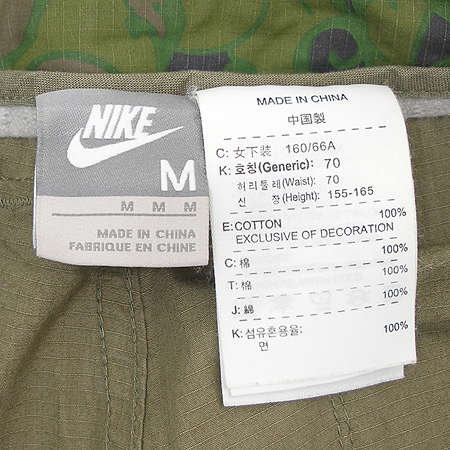 NIKE
M
M M M
MADE IN CHINA
FABRIQUE EN CHINE
MADE IN CHINA
中国製
C: 女下装 160/66A
K: 호칭(Generic): 70
허리둘레(Waist): 70
신 장(Height): 155-165
E:COTTON 100%
EXCLUSIVE OF DECORATION
C: 棉 100%
T: 棉 100%
J: 綿 100%
K: 섬유혼용율: 100%
면